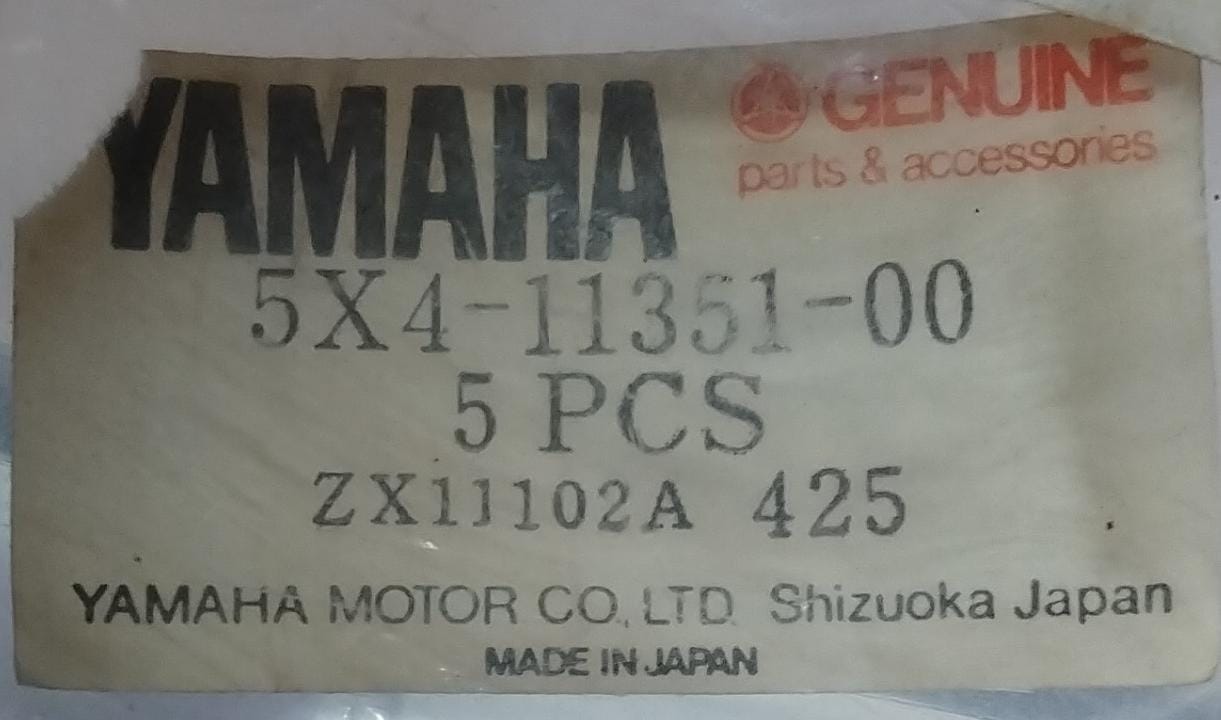 YAMAHA
GENUINE
parts & accessories
5X4-11351-00
5 PCS
ZX11102A 425
YAMAHA MOTOR CO., LTD. Shizuoka Japan
MADE IN JAPAN